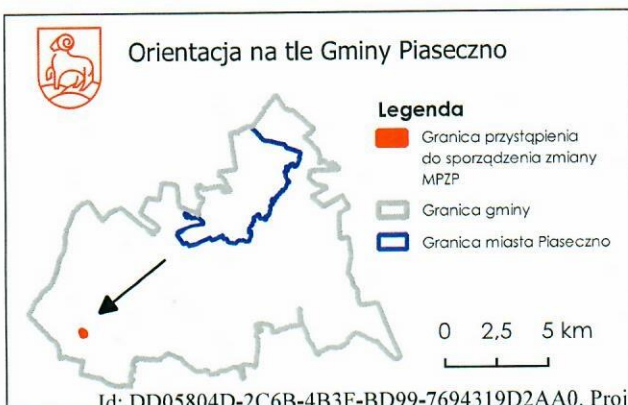 Orientacja na tle Gminy Piaseczno
Legenda
Granica przystąpienia
do sporządzenia zmiany
MPZP
Granica gminy
Granica miasta Piaseczno
0 2,5 5 km
Id: DD05804D-2C6B-4B3F-BD99-7694319D2AA0. Proj